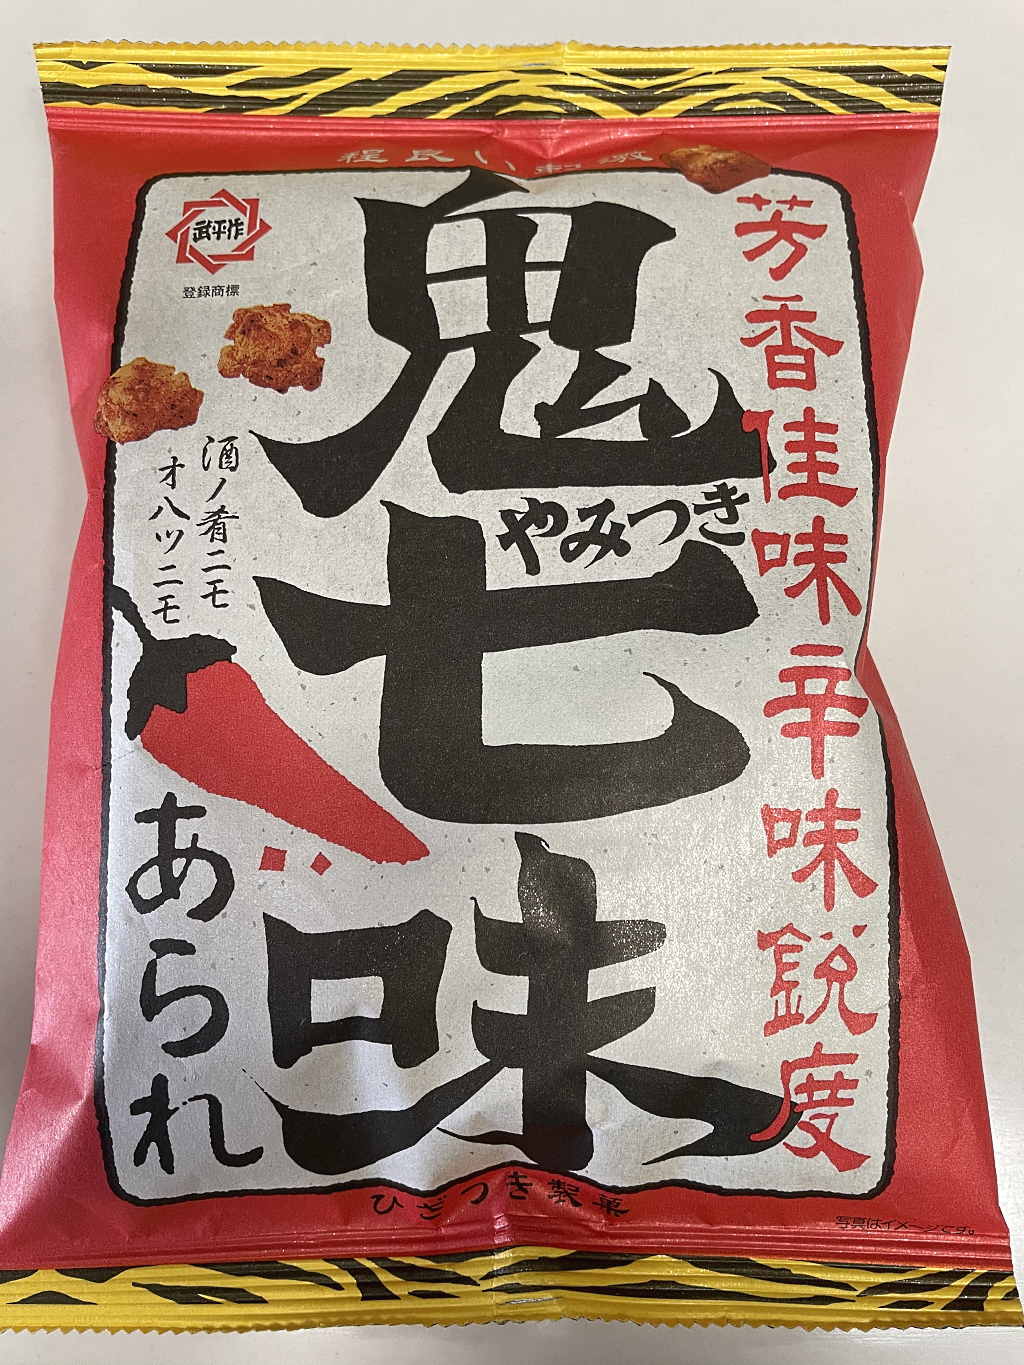 程良い刺激
武平作
登録商標
芳香佳味辛味鋭度
鬼七味
やみつき
酒ノ肴ニモ
オハツニモ
あられ
ひざつき製菓
写真はイメージです。